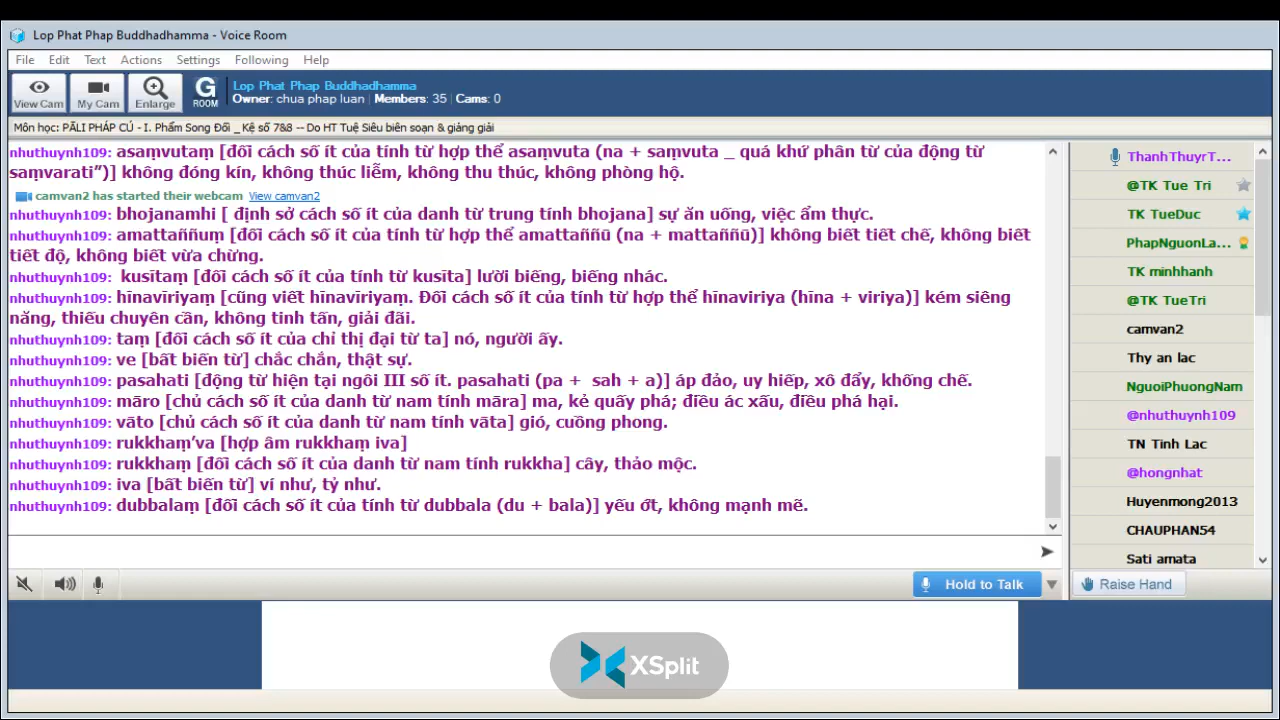 Lop Phat Phap Buddhadhamma - Voice Room
File Edit Text Actions Settings Following Help
View Cam My Cam Enlarge G ROOM
Lop Phat Phap Buddhadhamma
Owner: chua phap luan | Members: 35 | Cams: 0
Môn học: PĀLI PHÁP CÚ - I. Phẩm Song Đối _ Kệ số 7&8 -- Do HT Tuệ Siêu biên soạn & giảng giải
nhuthuynh109: asaṃvutaṃ [đối cách số ít của tính từ hợp thể asaṃvuta (na + saṃvuta _ quá khứ phân từ của động từ
saṃvarati”)] không đóng kín, không thúc liễm, không thu thúc, không phòng hộ.
camvan2 has started their webcam View camvan2
nhuthuynh109: bhojanamhi [ định sở cách số ít của danh từ trung tính bhojana] sự ăn uống, việc ẩm thực.
nhuthuynh109: amattaññuṃ [đối cách số ít của tính từ hợp thể amattaññū (na + mattaññū)] không biết tiết chế, không biết
tiết độ, không biết vừa chừng.
nhuthuynh109: kusītaṃ [đối cách số ít của tính từ kusīta] lười biếng, biếng nhác.
nhuthuynh109: hīnavīriyaṃ [cũng viết hīnavīriyaṃ. Đối cách số ít của tính từ hợp thể hīnaviriya (hīna + viriya)] kém siêng
năng, thiếu chuyên cần, không tinh tấn, giải đãi.
nhuthuynh109: taṃ [đối cách số ít của chỉ thị đại từ ta] nó, người ấy.
nhuthuynh109: ve [bất biến từ] chắc chắn, thật sự.
nhuthuynh109: pasahati [động từ hiện tại ngôi III số ít. pasahati (pa + sah + a)] áp đảo, uy hiếp, xô đẩy, khống chế.
nhuthuynh109: māro [chủ cách số ít của danh từ nam tính māra] ma, kẻ quấy phá; điều ác xấu, điều phá hại.
nhuthuynh109: vāto [chủ cách số ít của danh từ nam tính vāta] gió, cuồng phong.
nhuthuynh109: rukkhaṃ’va [hợp âm rukkhaṃ iva]
nhuthuynh109: rukkhaṃ [đối cách số ít của danh từ nam tính rukkha] cây, thảo mộc.
nhuthuynh109: iva [bất biến từ] ví như, tỷ như.
nhuthuynh109: dubbalaṃ [đối cách số ít của tính từ dubbala (du + bala)] yếu ớt, không mạnh mẽ.
ThanhThuyrT...
@TK Tue Tri
TK TueDuc
PhapNguonLa...
TK minhhanh
@TK TueTri
camvan2
Thy an lac
NguoiPhuongNam
@nhuthuynh109
TN Tinh Lac
@hongnhat
Huyenmong2013
CHAUPHAN54
Sati amata
Hold to Talk
Raise Hand
XSplit